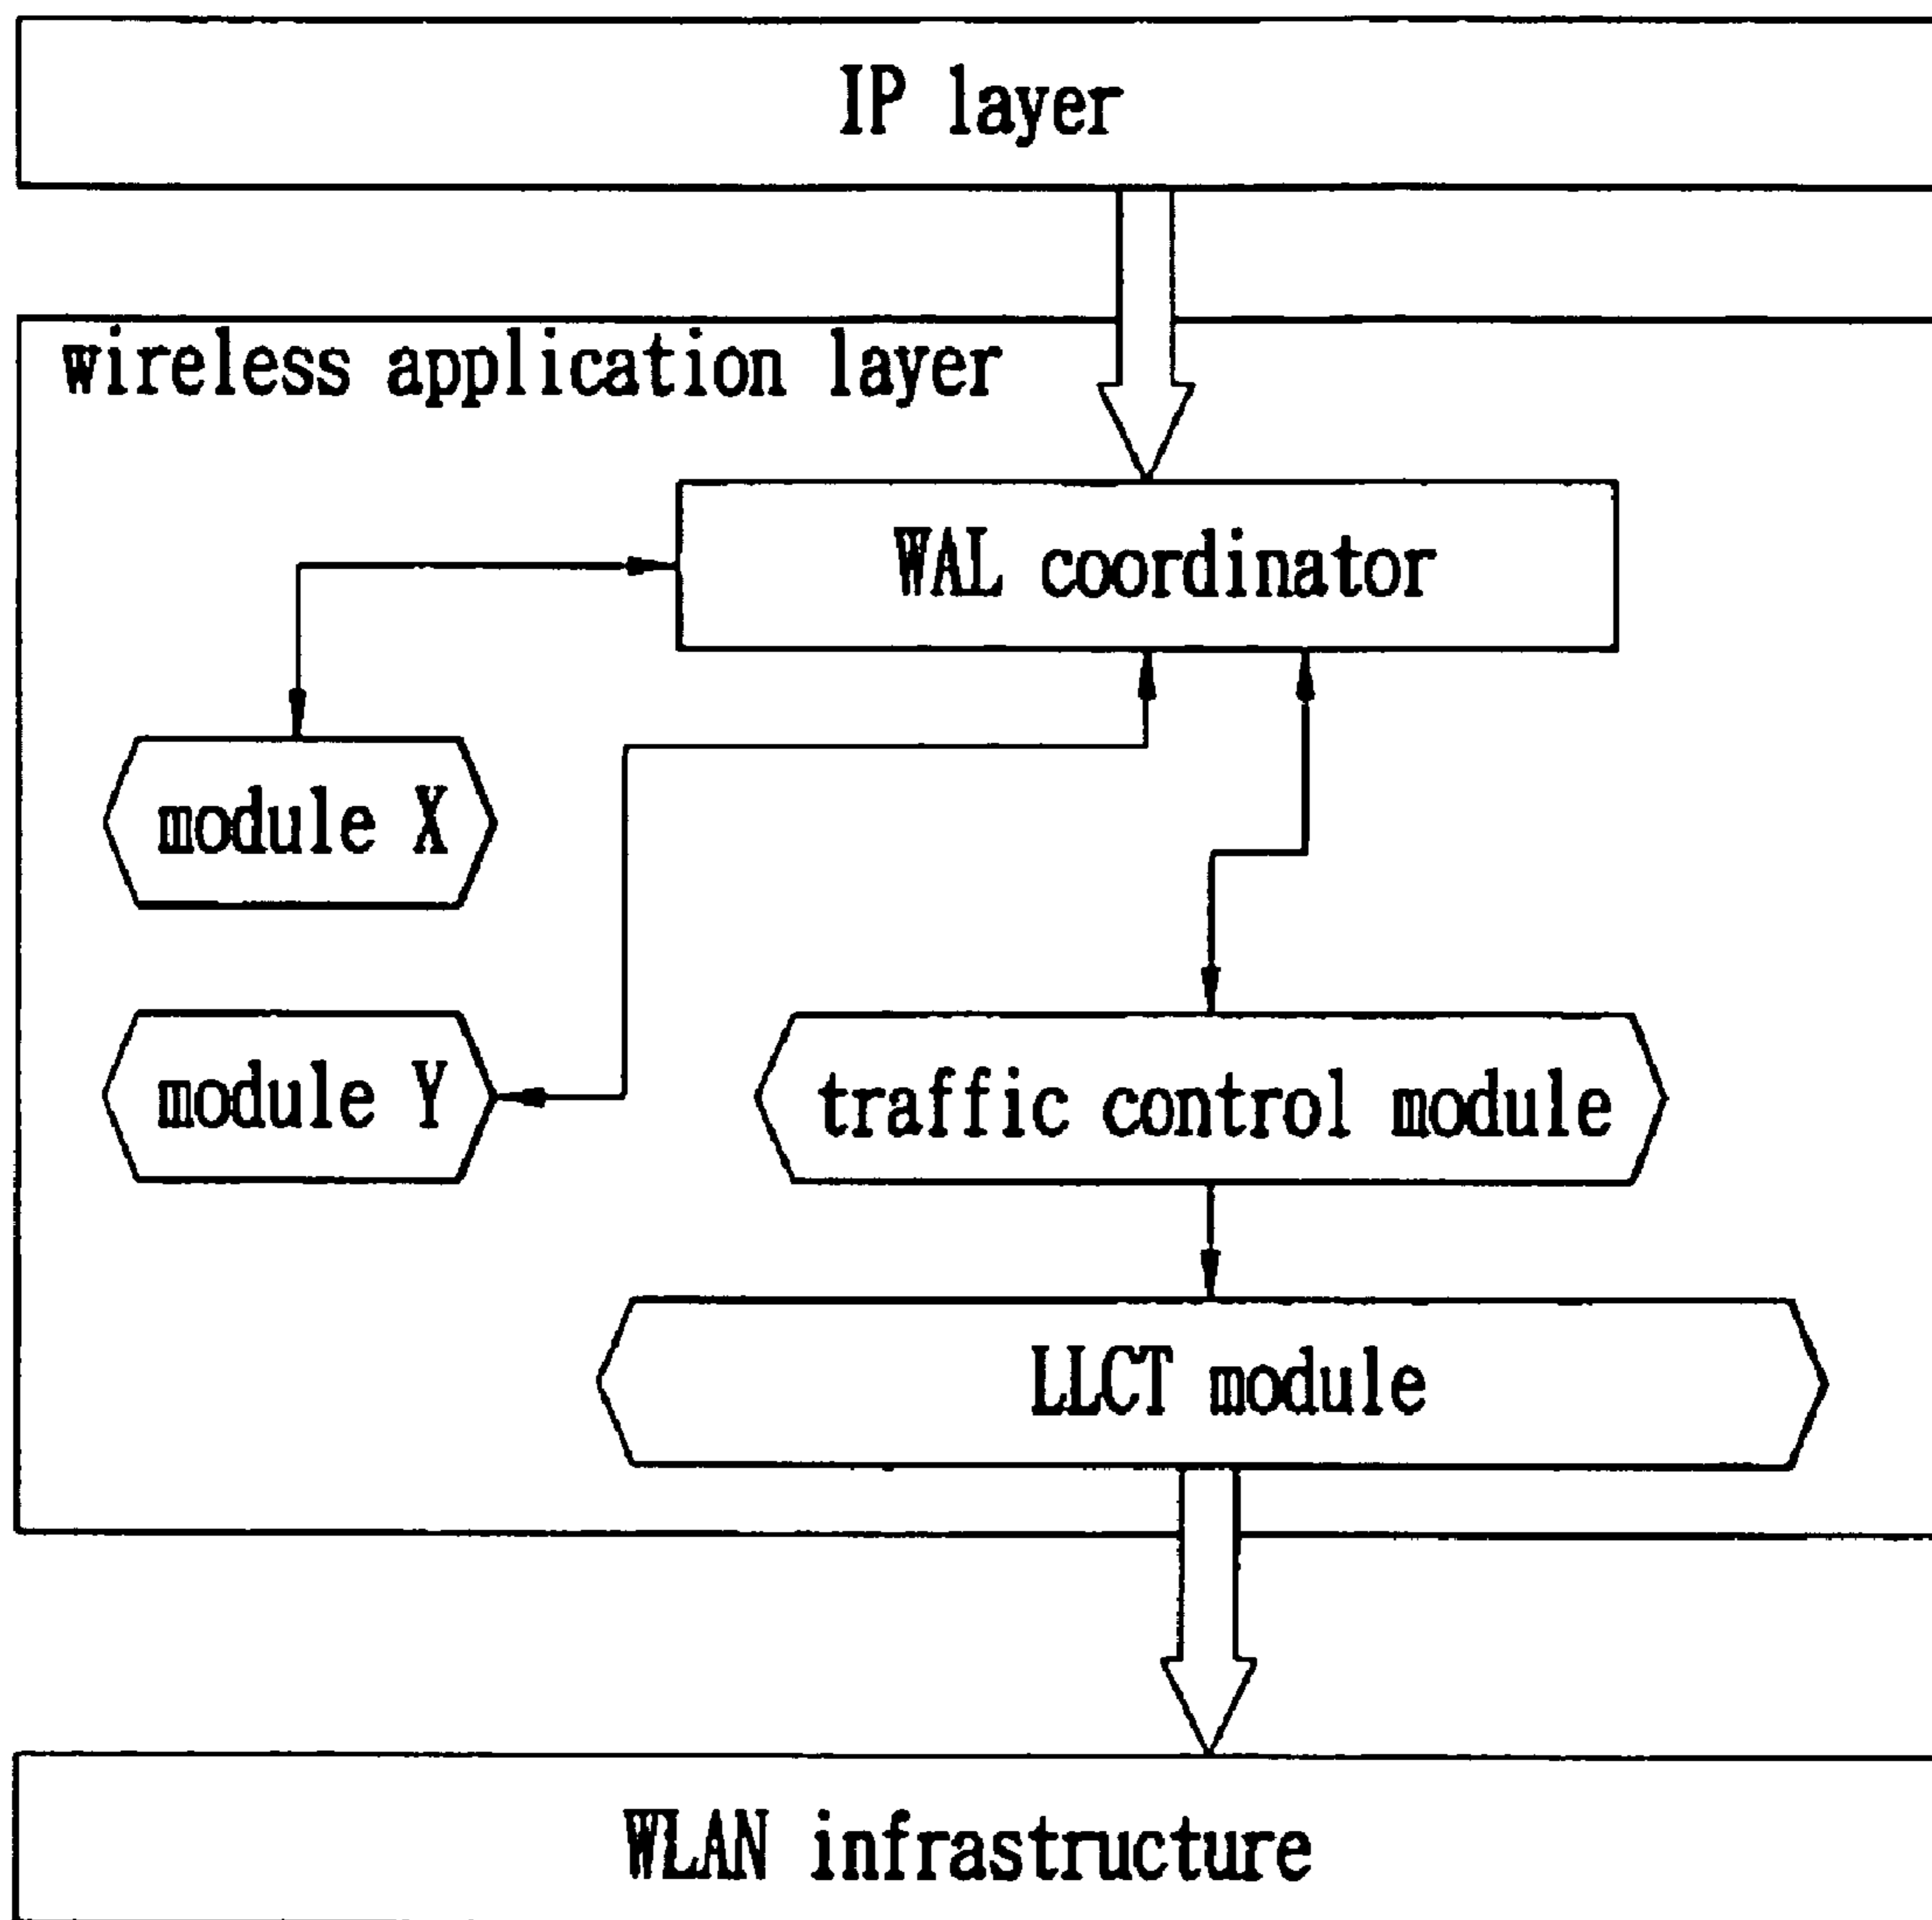 IP layer
wireless application layer
WAL coordinator
module X
module Y
traffic control module
LLCT module
WLAN infrastructure